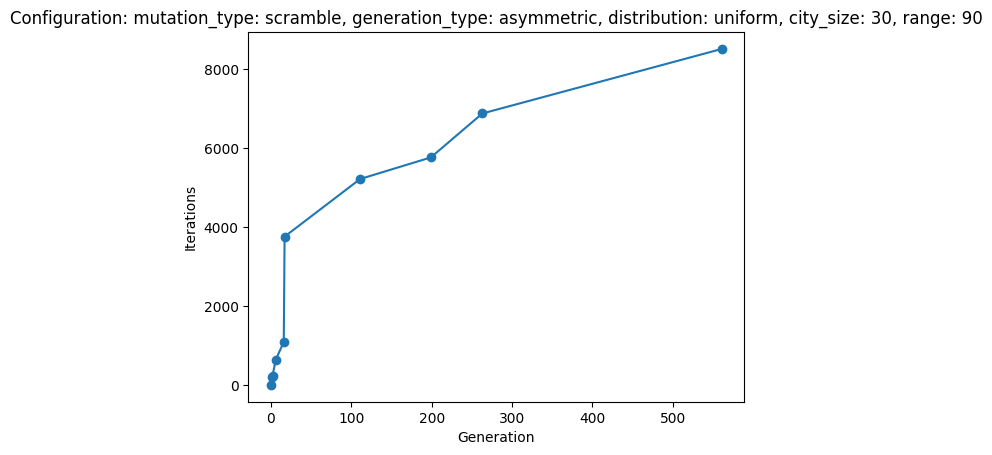 Configuration: mutation_type: scramble, generation_type: asymmetric, distribution: uniform, city_size: 30, range: 90
8000
6000
4000
2000
0
Iterations
0 100 200 300 400 500
Generation